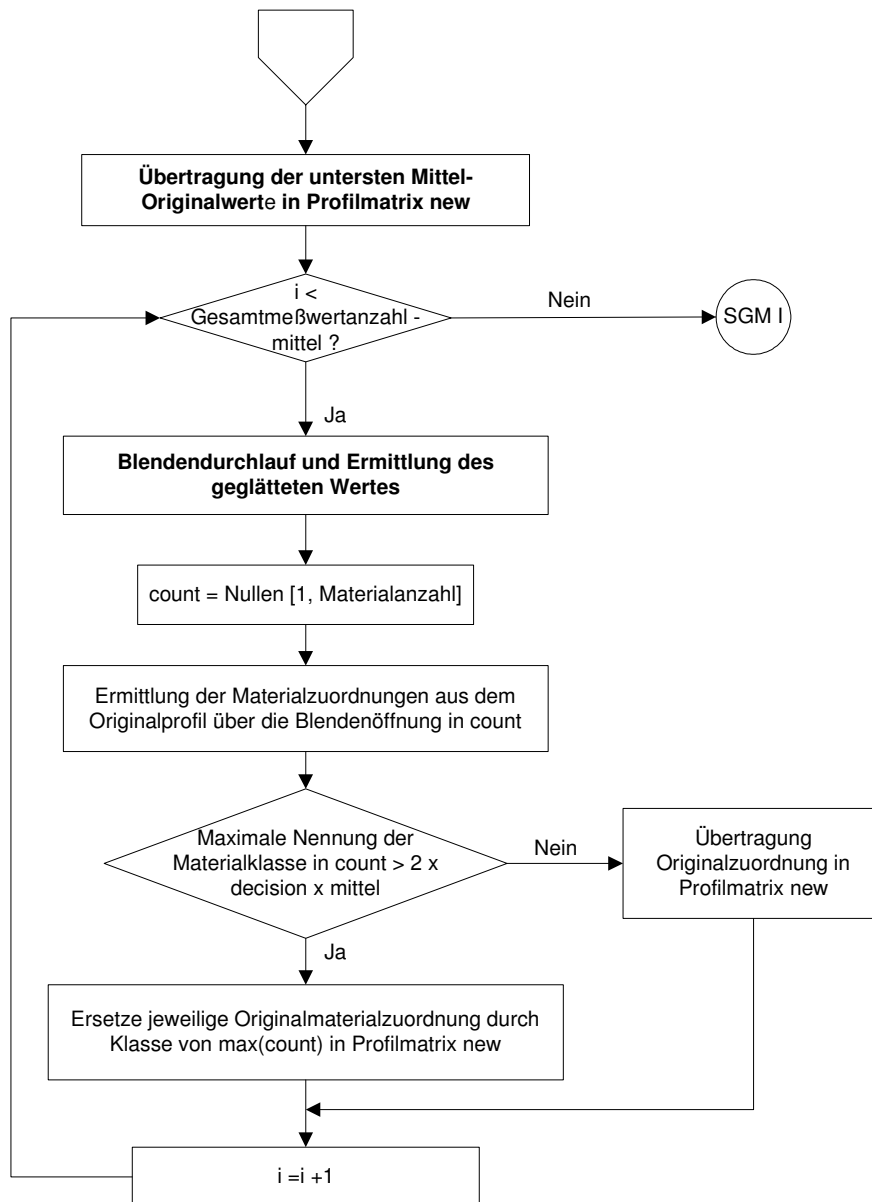 Übertragung der untersten Mittel-
Originalwerte in Profilmatrix new
i <
Gesamtmeßwertanzahl -
mittel ?
Nein
SGM I
Ja
Blendendurchlauf und Ermittlung des
geglätteten Wertes
count = Nullen [1, Materialanzahl]
Ermittlung der Materialzuordnungen aus dem
Originalprofil über die Blendenöffnung in count
Maximale Nennung der
Materialklasse in count > 2 x
decision x mittel
Nein
Übertragung
Originalzuordnung in
Profilmatrix new
Ja
Ersetze jeweilige Originalmaterialzuordnung durch
Klasse von max(count) in Profilmatrix new
i =i +1